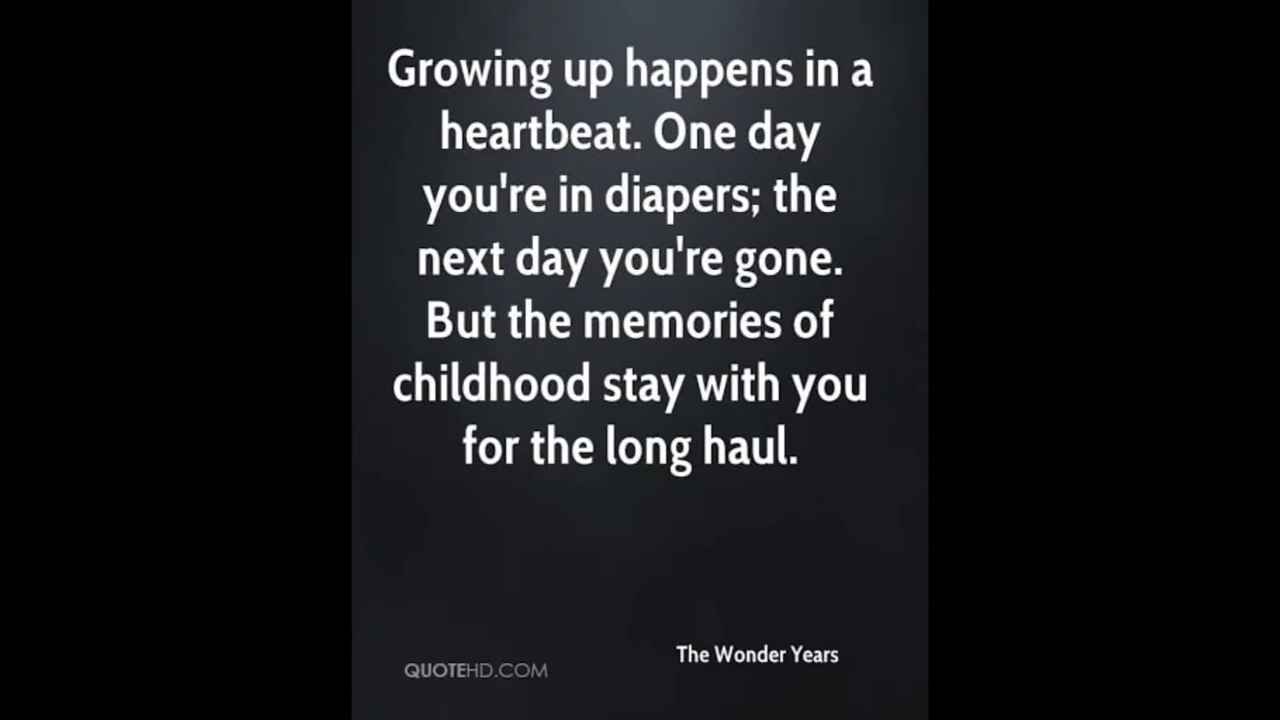 Growing up happens in a
heartbeat. One day
you're in diapers; the
next day you're gone.
But the memories of
childhood stay with you
for the long haul.
The Wonder Years
QUOTEHD.COM